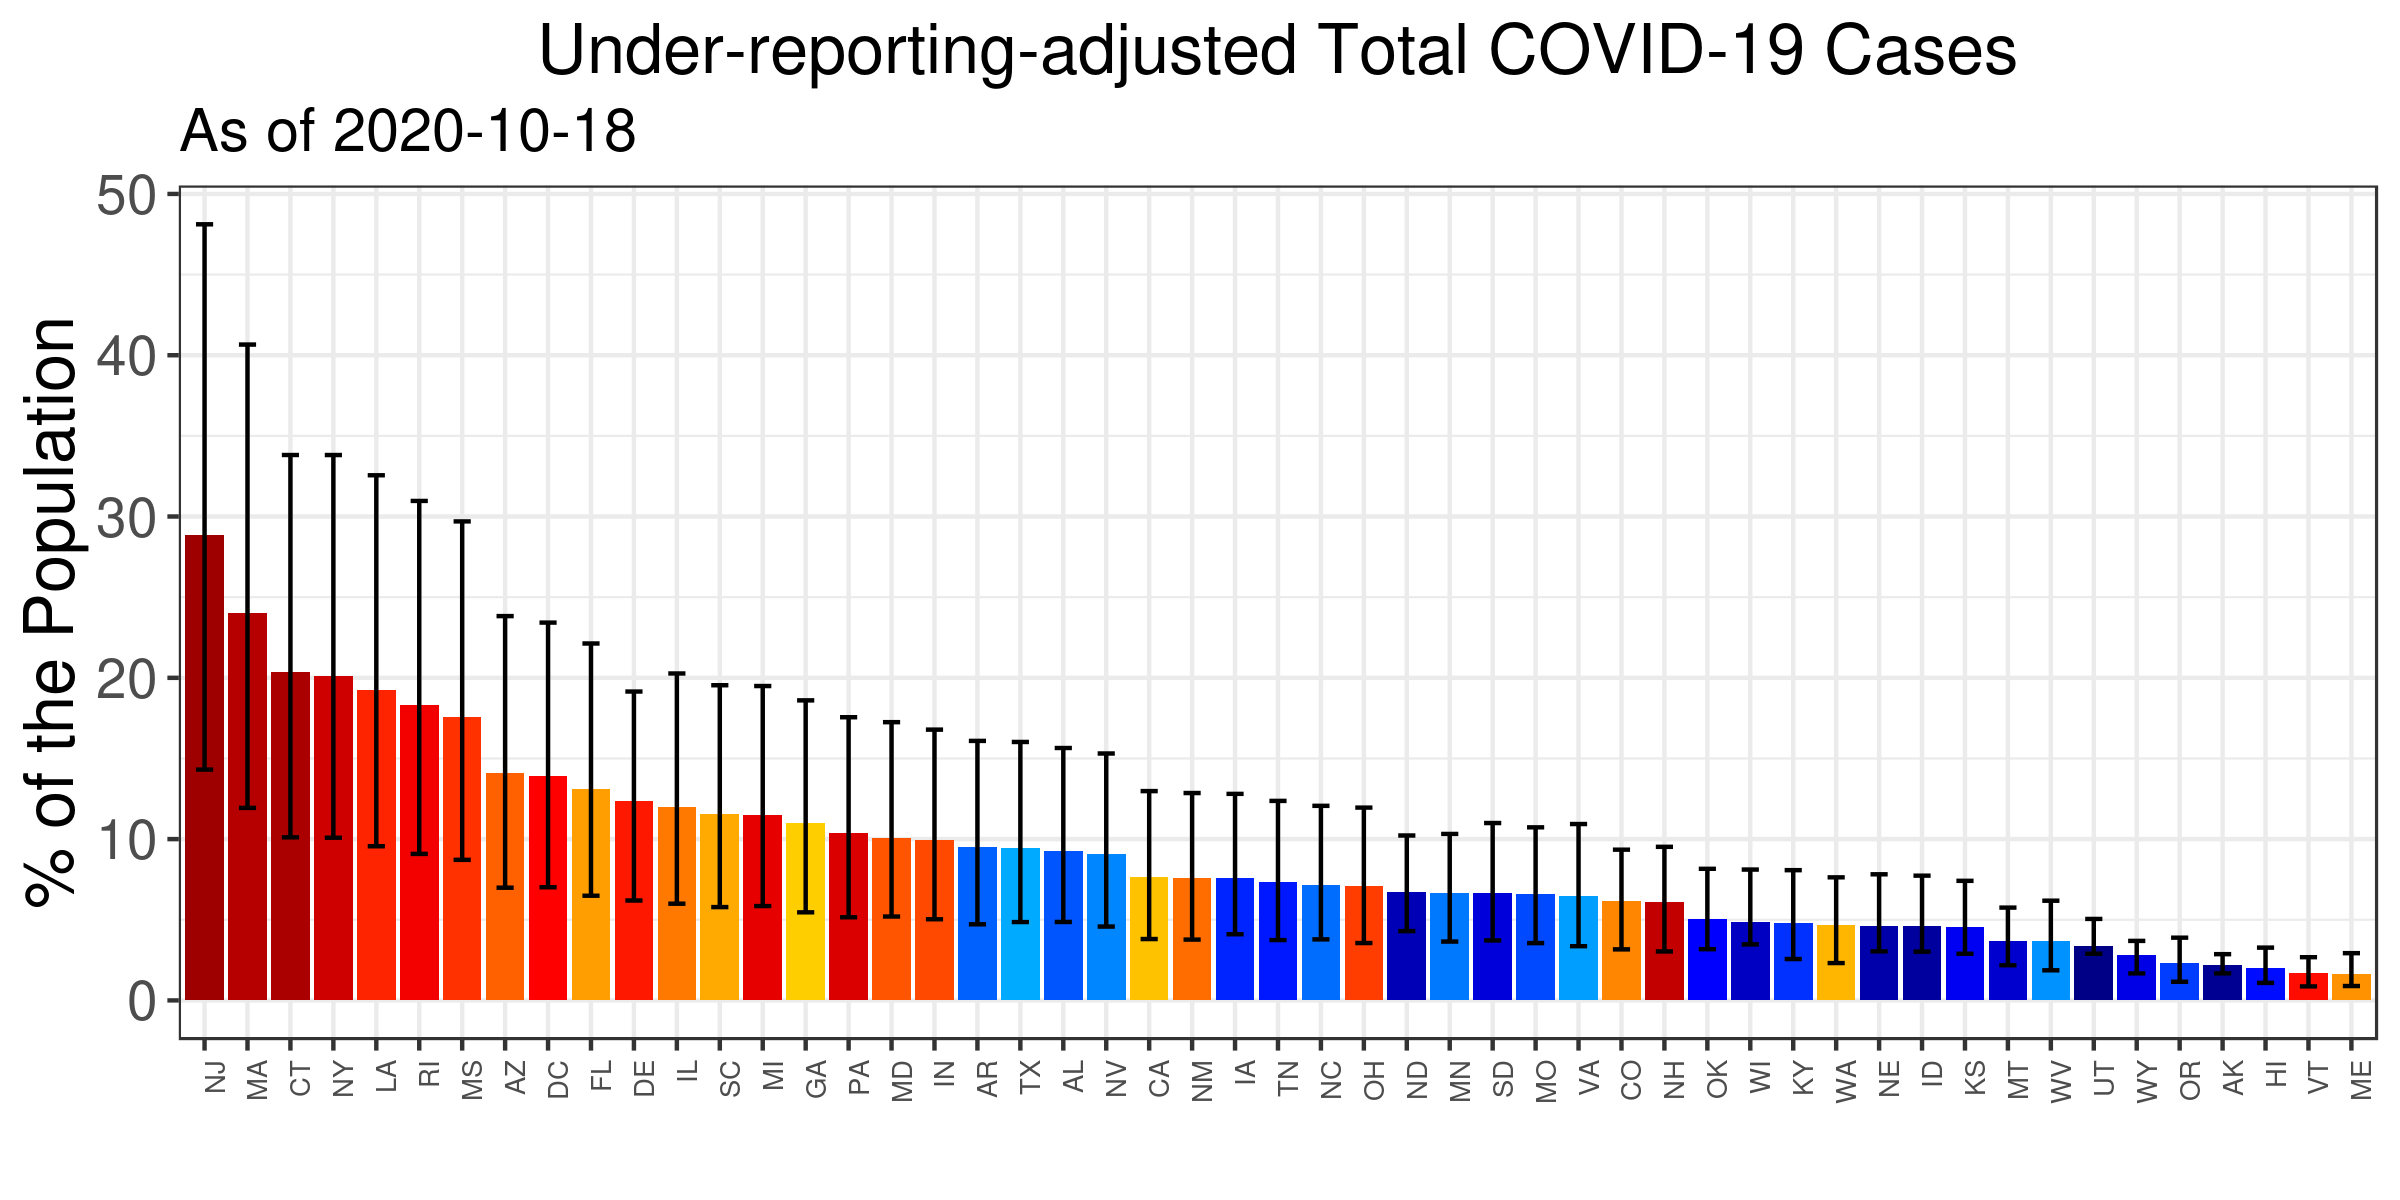 Under-reporting-adjusted Total COVID-19 Cases
As of 2020-10-18
% of the Population
50
40
30
20
10
0
NJ MA CT NY LA RI MS AZ DC FL DE IL SC MI GA PA MD IN AR TX AL NV CA NM IA TN NC OH ND MN SD MO VA CO NH OK WI KY WA NE ID KS MT WV UT WY OR AK HI VT ME